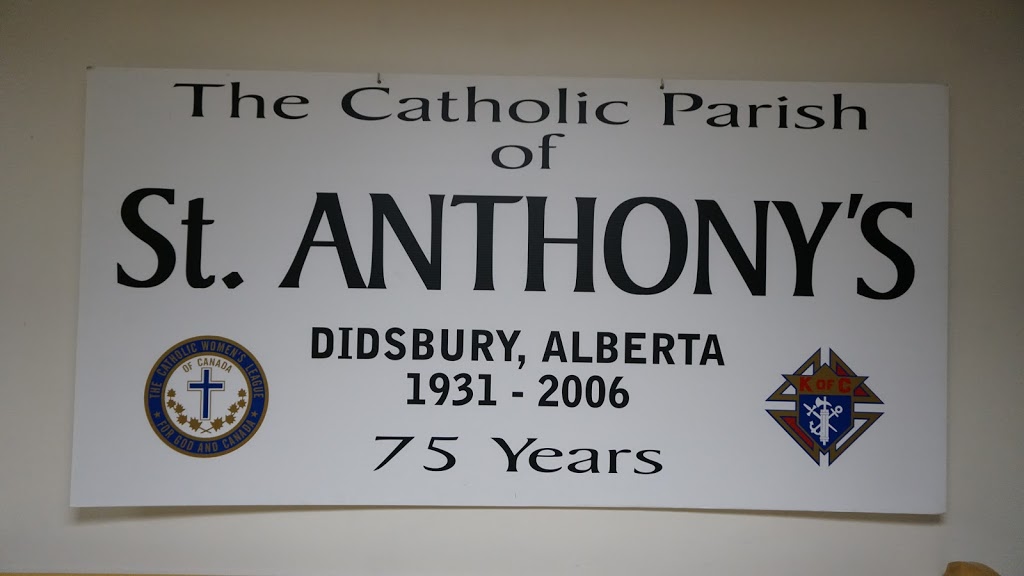 The Catholic Parish
of
St. ANTHONY'S
DIDSBURY, ALBERTA
1931 - 2006
75 Years
THE CATHOLIC WOMEN'S LEAGUE
OF CANADA
FOR GOD AND CANADA
K OF C